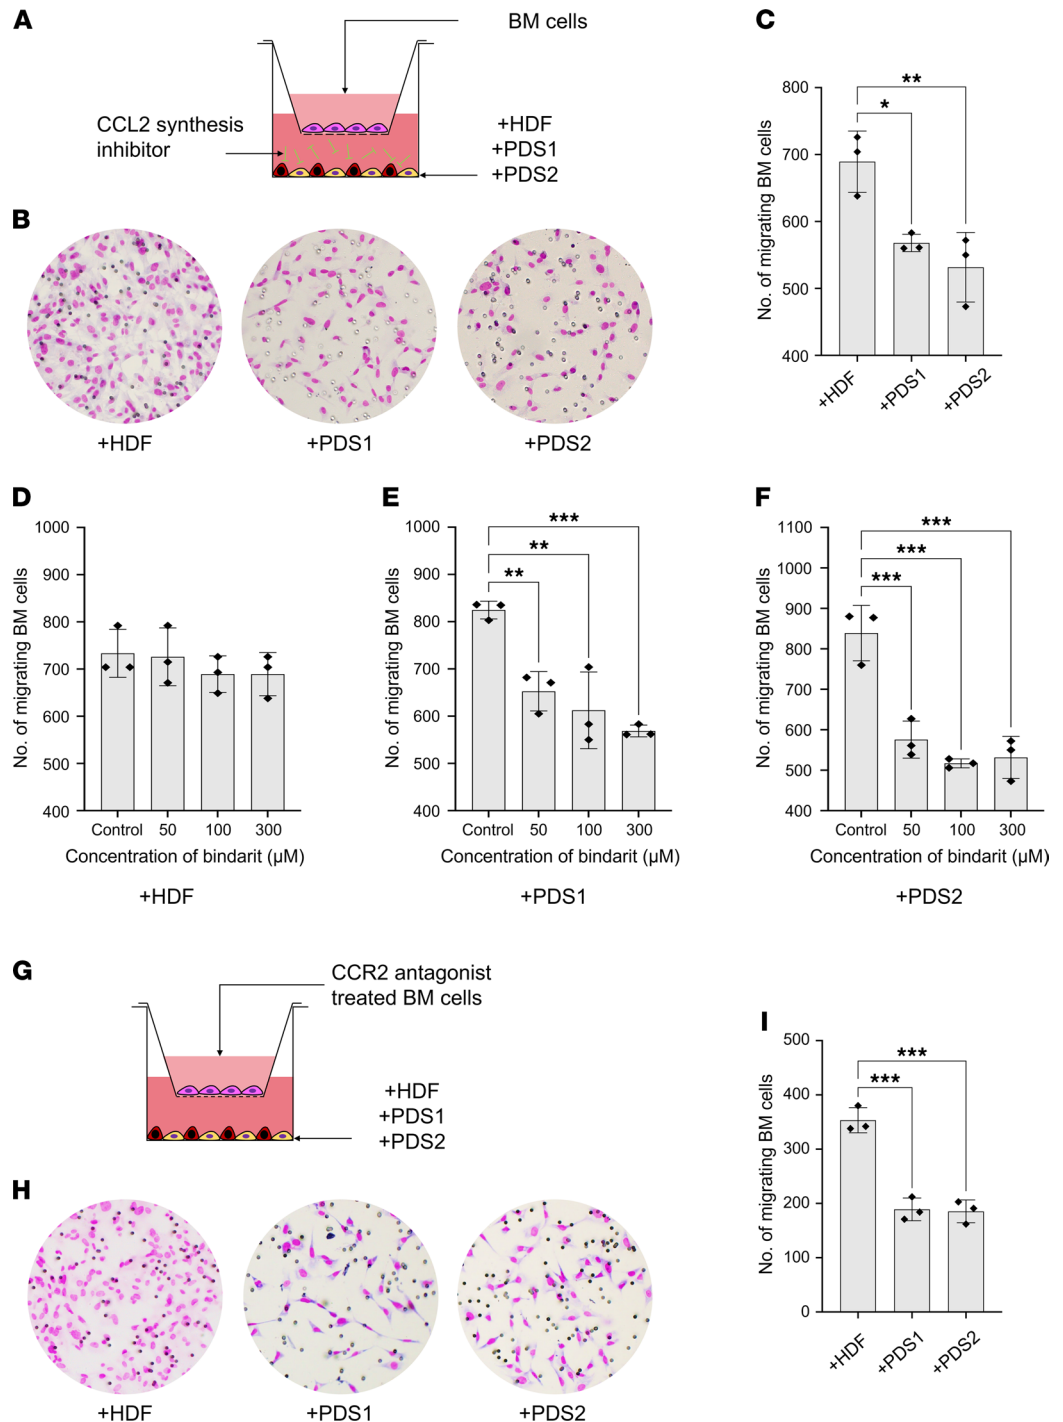 A
BM cells
CCL2 synthesis
inhibitor
+HDF
+PDS1
+PDS2
B
+HDF
+PDS1
+PDS2
C
No. of migrating BM cells
800
700
600
500
400
**
*
+HDF
+PDS1
+PDS2
D
No. of migrating BM cells
1000
900
800
700
600
500
400
Control
50
100
300
Concentration of bindarit (µM)
+HDF
E
No. of migrating BM cells
1000
900
800
700
600
500
400
***
**
**
Control
50
100
300
Concentration of bindarit (µM)
+PDS1
F
No. of migrating BM cells
1100
1000
900
800
700
600
500
400
***
***
***
Control
50
100
300
Concentration of bindarit (µM)
+PDS2
G
CCR2 antagonist
treated BM cells
+HDF
+PDS1
+PDS2
H
+HDF
+PDS1
+PDS2
I
No. of migrating BM cells
500
400
300
200
100
0
***
***
+HDF
+PDS1
+PDS2